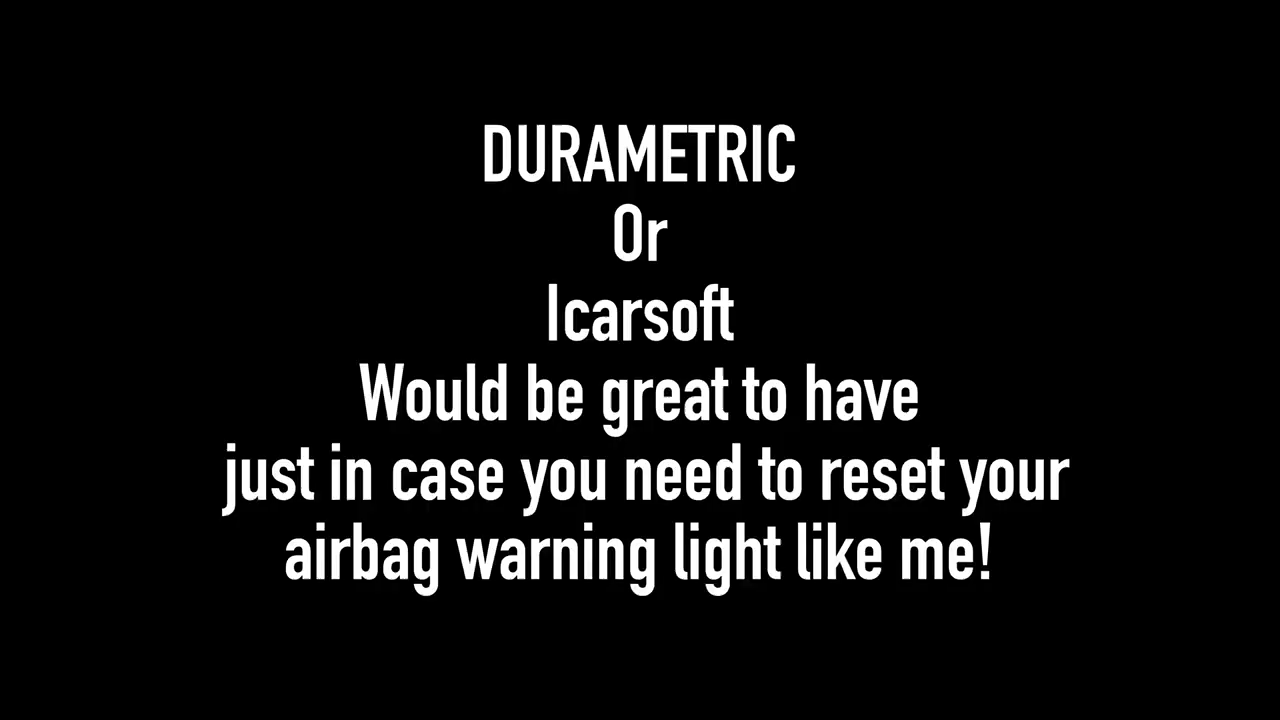 DURAMETRIC
Or
Icarsoft
Would be great to have
just in case you need to reset your
airbag warning light like me!